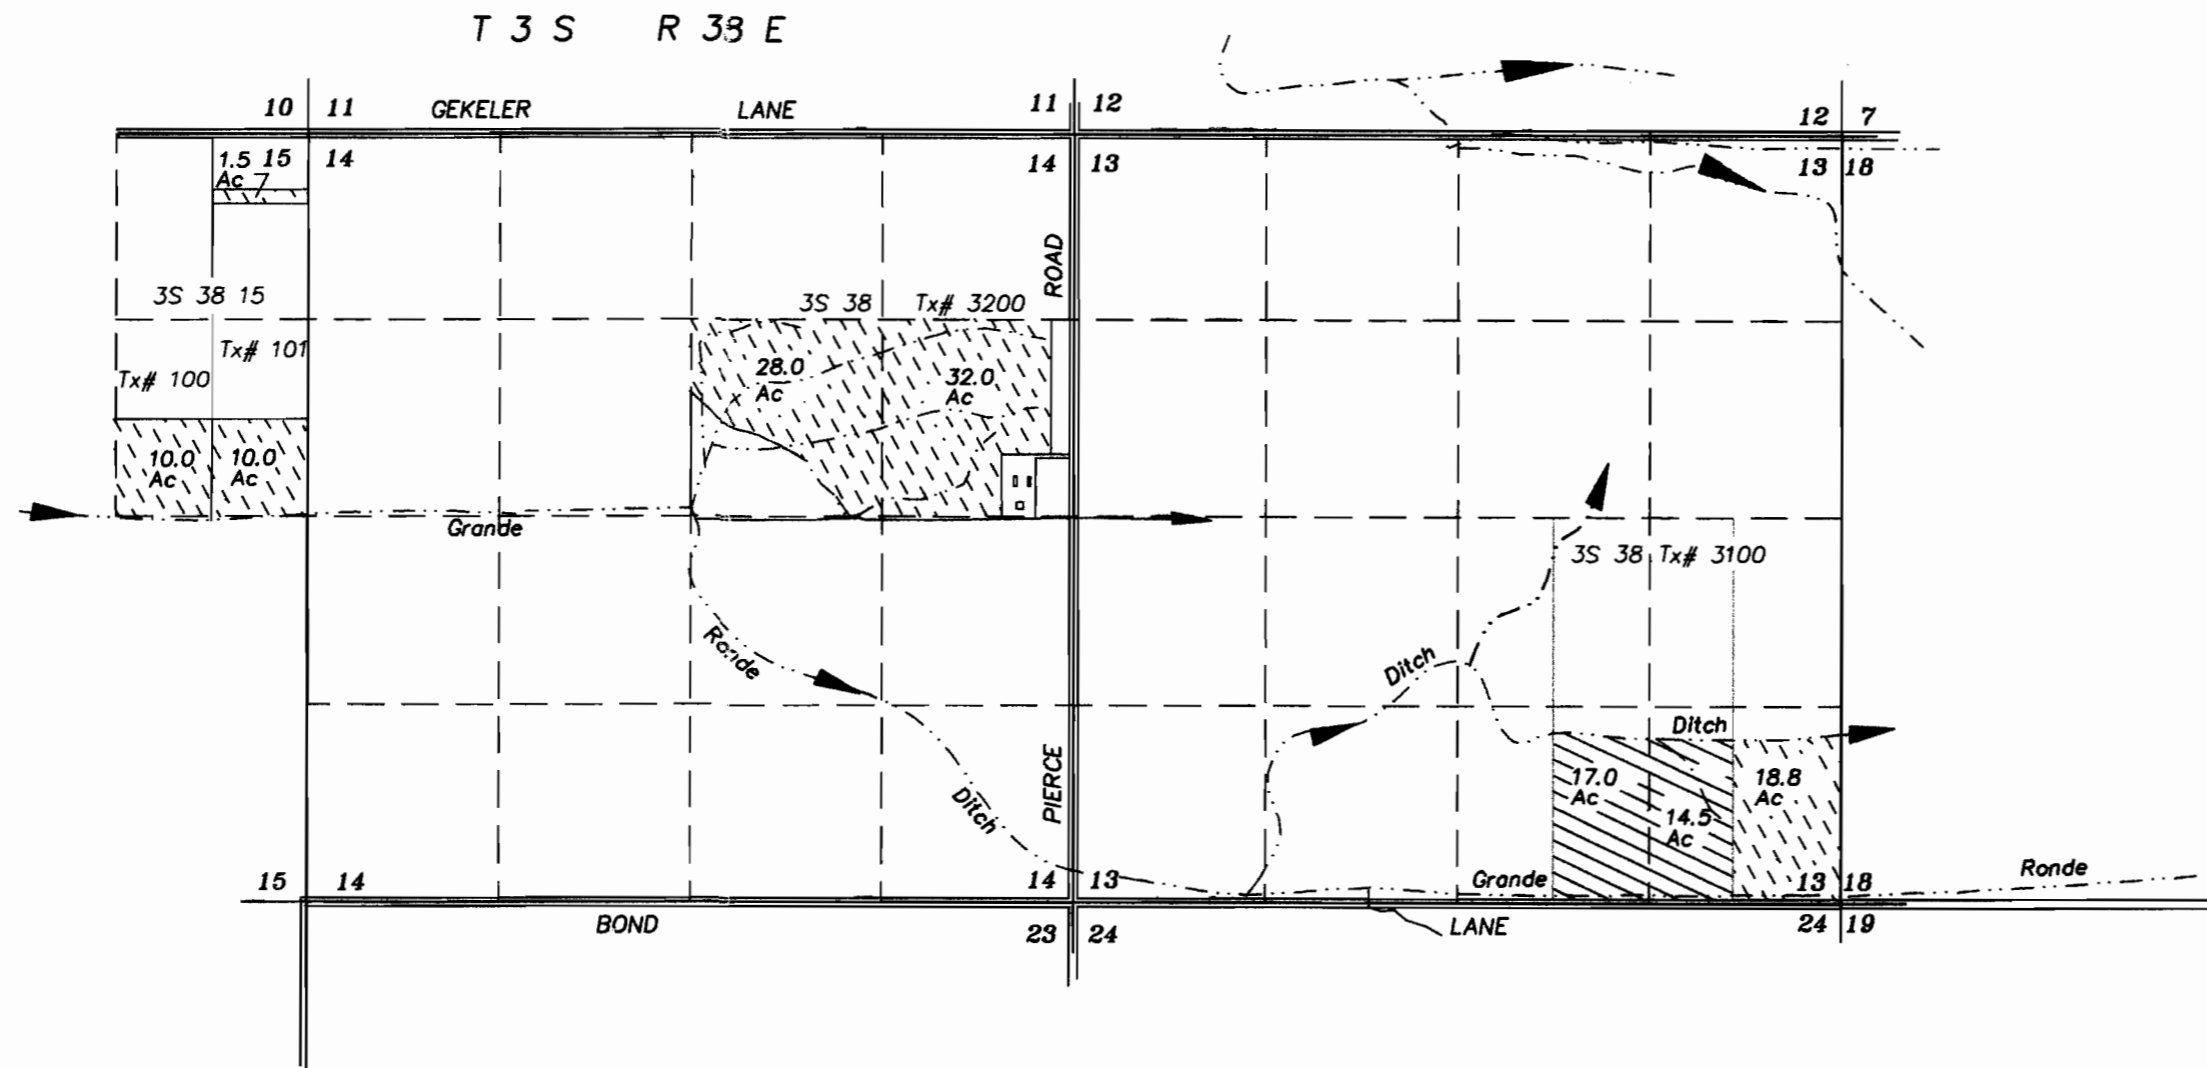 T 3 S R 38 E
10 11 GEKELER LANE 11 12 12 7
1.5 15 14 14 13 13 18
Ac
ROAD
3S 38 15
3S 38 Tx# 3200
Tx# 101
Tx# 100
28.0
Ac
32.0
Ac
10.0
Ac
10.0
Ac
Grande
3S 38 Tx# 3100
Ronde
Ditch
Ditch
PIERCE
17.0
Ac
18.8
Ac
Ditch
14.5
Ac
15 14 14 13 Grande 13 18 Ronde
BOND 23 24 LANE 24 19